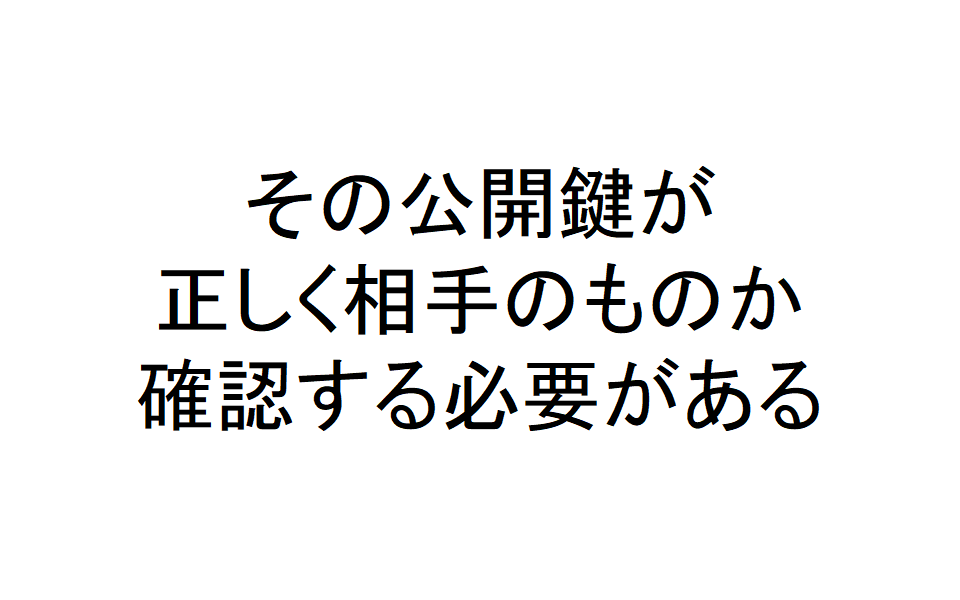 その公開鍵が
正しく相手のものか
確認する必要がある